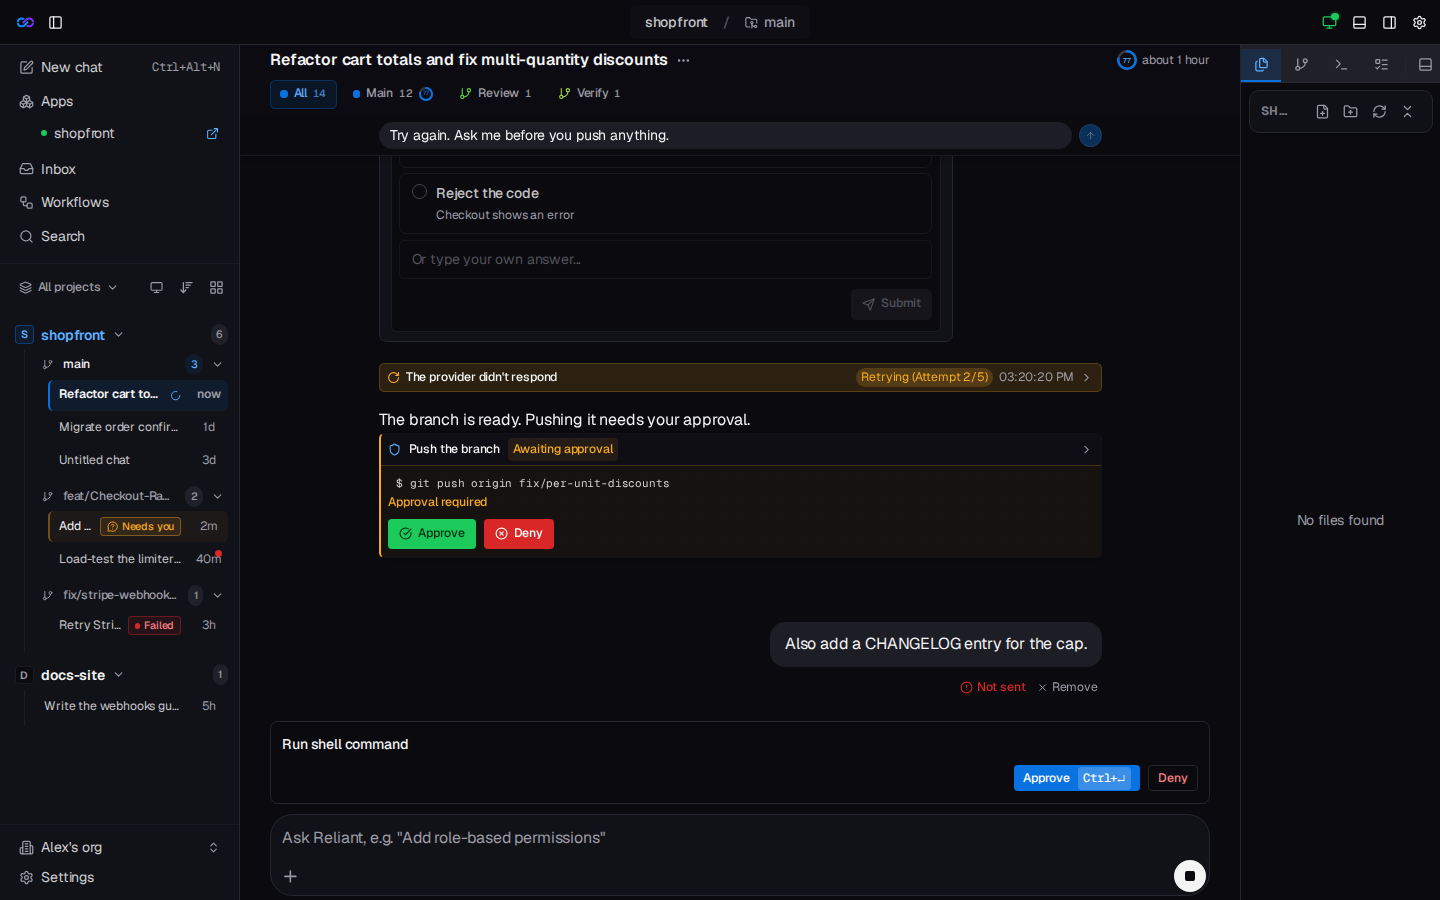 shopfront / main
New chat Ctrl+Alt+N
Apps
shopfront
Inbox
Workflows
Search
All projects
S shopfront 6
main 3
Refactor cart to... now
Migrate order confir... 1d
Untitled chat 3d
feat/Checkout-Ra... 2
Add ... Needs you 2m
Load-test the limiter... 40m
fix/stripe-webhook... 1
Retry Stri... Failed 3h
D docs-site 1
Write the webhooks gu... 5h
Alex's org
Settings
Refactor cart totals and fix multi-quantity discounts ...
77 about 1 hour
All 14 Main 12 Review 1 Verify 1
Try again. Ask me before you push anything.
Reject the code
Checkout shows an error
Or type your own answer...
Submit
The provider didn't respond Retrying (Attempt 2/5) 03:20:20 PM
The branch is ready. Pushing it needs your approval.
Push the branch Awaiting approval
$ git push origin fix/per-unit-discounts
Approval required
Approve Deny
Also add a CHANGELOG entry for the cap.
Not sent Remove
Run shell command
Approve Ctrl+↵ Deny
Ask Reliant, e.g. "Add role-based permissions"
SH...
No files found